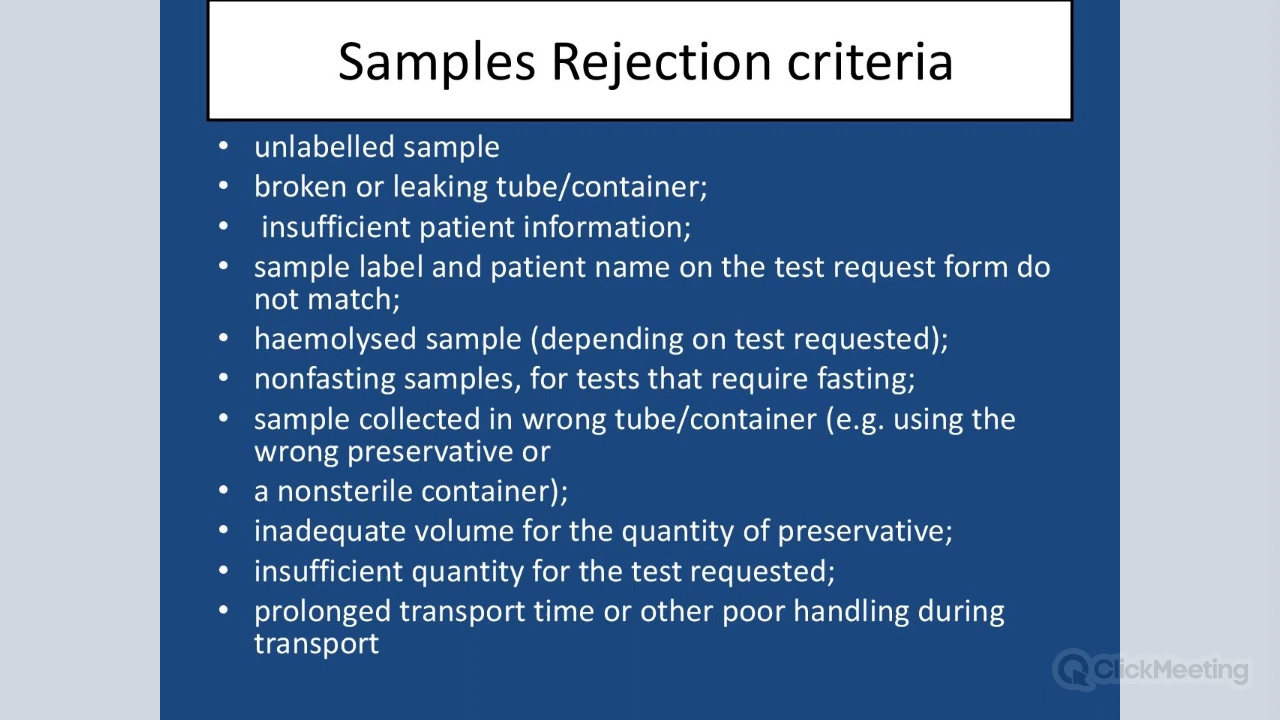 Samples Rejection criteria
• unlabelled sample
• broken or leaking tube/container;
• insufficient patient information;
• sample label and patient name on the test request form do
not match;
• haemolysed sample (depending on test requested);
• nonfasting samples, for tests that require fasting;
• sample collected in wrong tube/container (e.g. using the
wrong preservative or
• a nonsterile container);
• inadequate volume for the quantity of preservative;
• insufficient quantity for the test requested;
• prolonged transport time or other poor handling during
transport
ClickMeeting